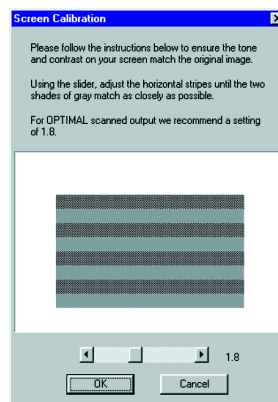 Screen Calibration
Please follow the instructions below to ensure the tone
and contrast on your screen match the original image.
Using the slider, adjust the horizontal stripes until the two
shades of gray match as closely as possible.
For OPTIMAL scanned output we recommend a setting
of 1.8.
1.8
OK
Cancel